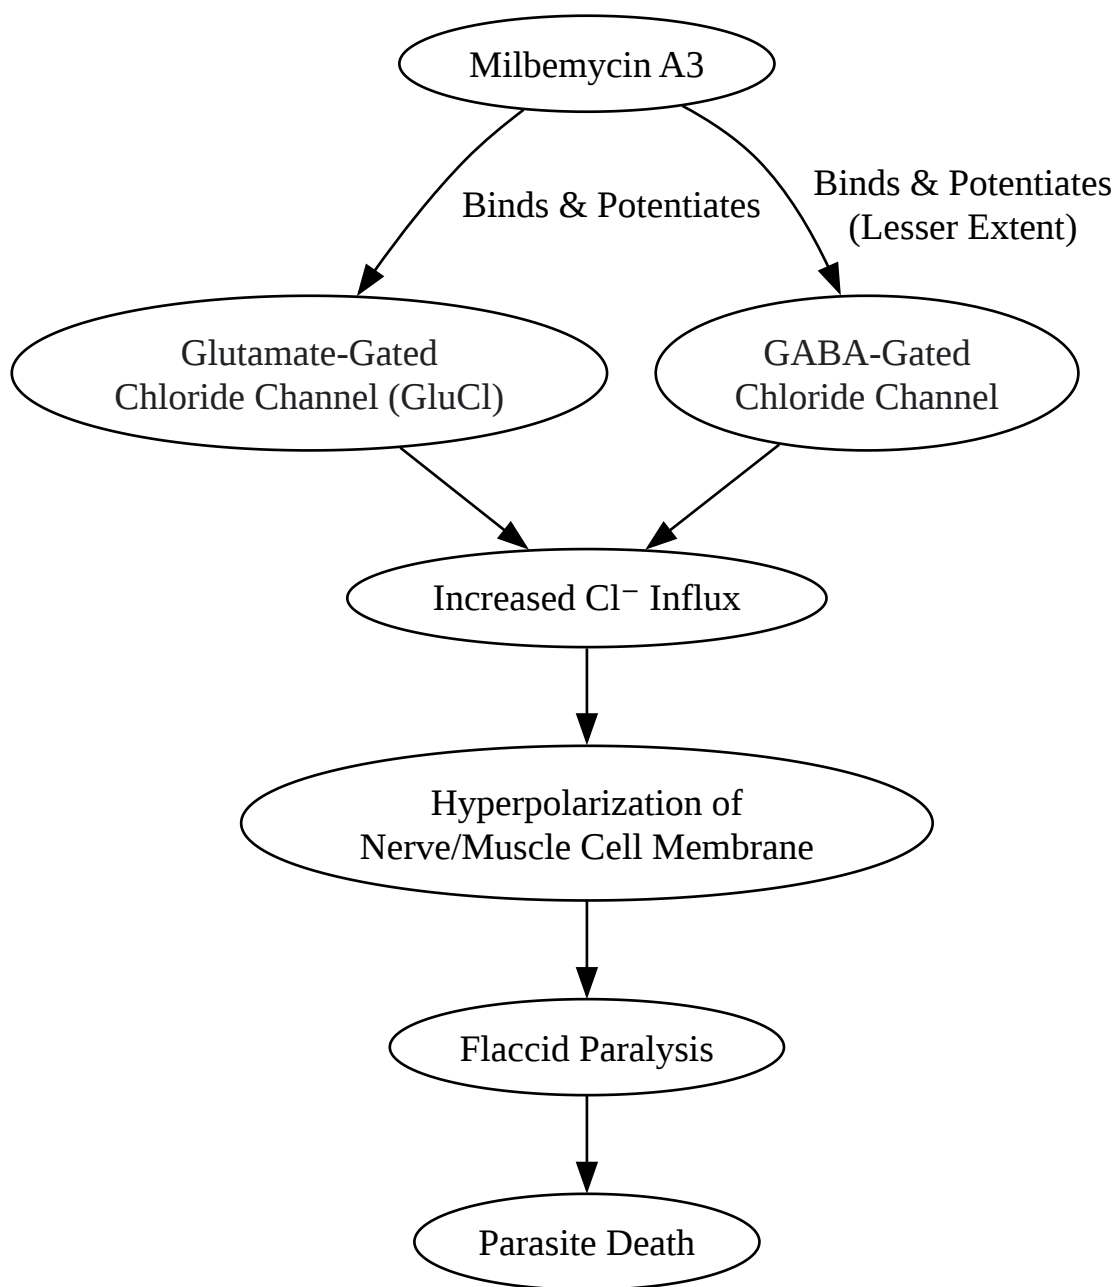 Milbemycin A3
Binds & Potentiates
Binds & Potentiates
(Lesser Extent)
Glutamate-Gated
Chloride Channel (GluCl)
GABA-Gated
Chloride Channel
Increased Cl⁻ Influx
Hyperpolarization of
Nerve/Muscle Cell Membrane
Flaccid Paralysis
Parasite Death